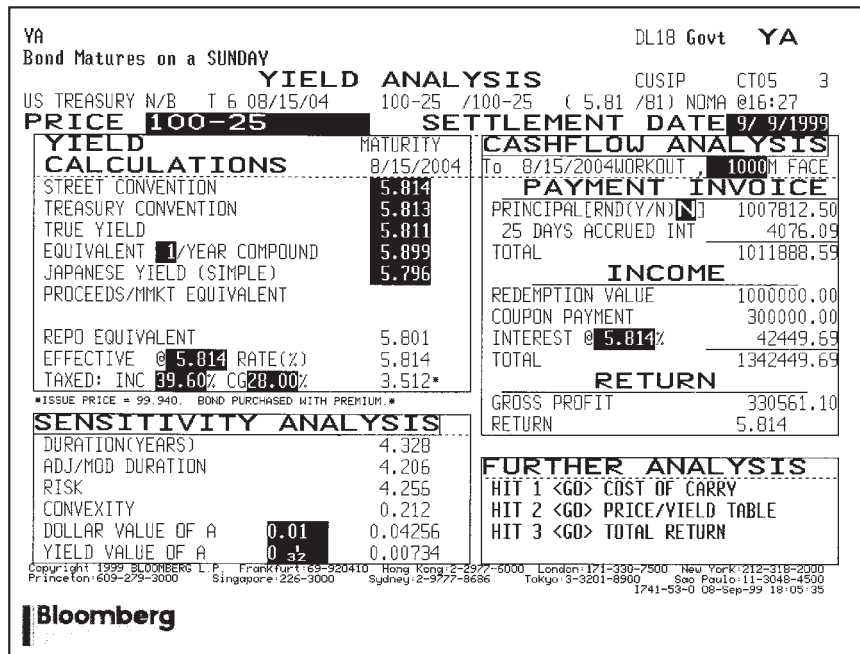 YA DL18 Govt YA
Bond Matures on a SUNDAY
YIELD ANALYSIS CUSIP CT05 3
US TREASURY N/B T 6 08/15/04 100-25 /100-25 ( 5.81 /81) NOMA @16:27
PRICE 100-25 SETTLEMENT DATE 9/ 9/1999
YIELD MATURITY
CALCULATIONS 8/15/2004
STREET CONVENTION 5.814
TREASURY CONVENTION 5.813
TRUE YIELD 5.811
EQUIVALENT 1/YEAR COMPOUND 5.899
JAPANESE YIELD (SIMPLE) 5.796
PROCEEDS/MMKT EQUIVALENT
REPO EQUIVALENT 5.801
EFFECTIVE @ 5.814 RATE(%) 5.814
TAXED: INC 39.60% CG28.00% 3.512*
*ISSUE PRICE = 99.940. BOND PURCHASED WITH PREMIUM.*
SENSITIVITY ANALYSIS
DURATION(YEARS) 4.328
ADJ/MOD DURATION 4.206
RISK 4.256
CONVEXITY 0.212
DOLLAR VALUE OF A 0.01 0.04256
YIELD VALUE OF A 0 1/32 0.00734
CASHFLOW ANALYSIS
To 8/15/2004WORKOUT , 1000M FACE
PAYMENT INVOICE
PRINCIPAL[RND(Y/N)N] 1007812.50
25 DAYS ACCRUED INT 4076.09
TOTAL 1011888.59
INCOME
REDEMPTION VALUE 1000000.00
COUPON PAYMENT 300000.00
INTEREST @ 5.814% 42449.69
TOTAL 1342449.69
RETURN
GROSS PROFIT 330561.10
RETURN 5.814
FURTHER ANALYSIS
HIT 1 <GO> COST OF CARRY
HIT 2 <GO> PRICE/YIELD TABLE
HIT 3 <GO> TOTAL RETURN
Copyright 1999 BLOOMBERG L.P. Frankfurt:69-920410 Hong Kong:2-2977-6000 London:171-330-7500 New York:212-318-2000
Princeton:609-279-3000 Singapore:226-3000 Sydney:2-9777-8686 Tokyo:3-3201-8900 Sao Paulo:11-3048-4500
I741-53-0 08-Sep-99 18:05:35
Bloomberg